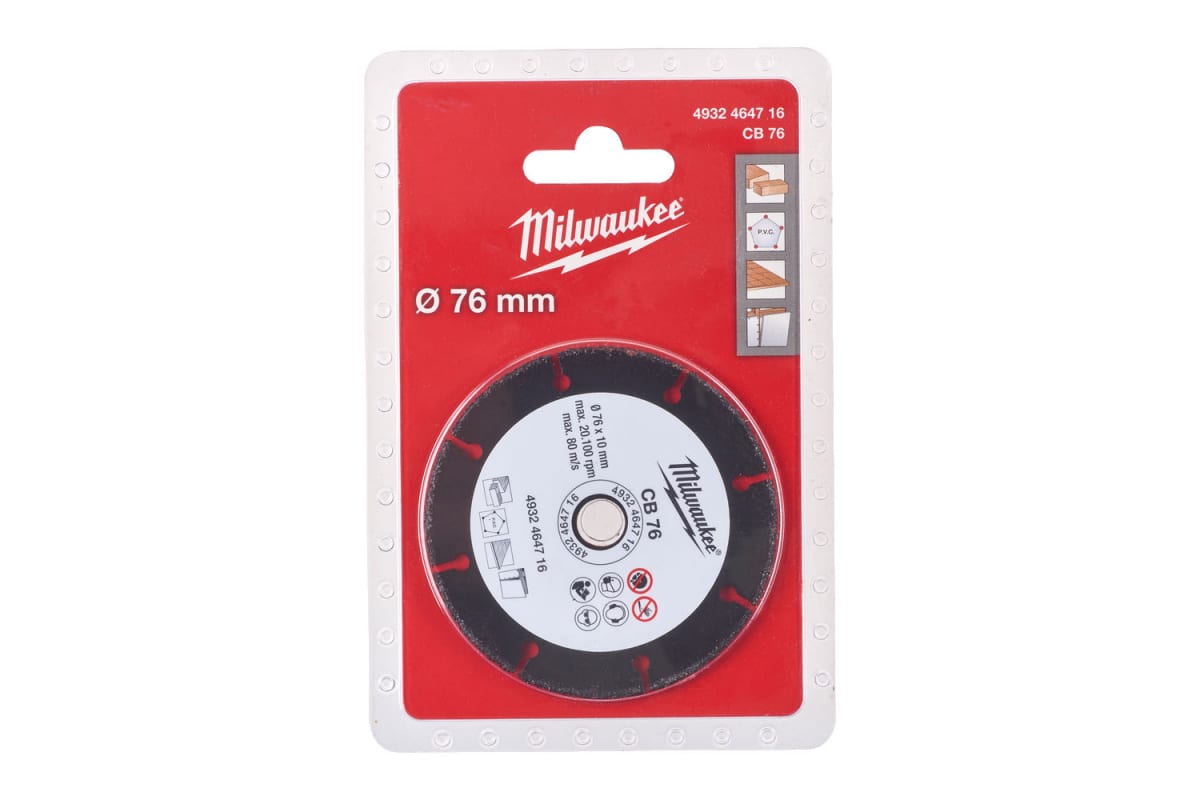 4932 4647 16
CB 76
Milwaukee®
P.V.C.
Ø 76 mm
Ø 76 x 10 mm
max. 20.100 rpm
max. 80 m/s
Milwaukee®
CB 76
4932 4647 16
4932 4647 16
4932 4647 16
P.V.C.